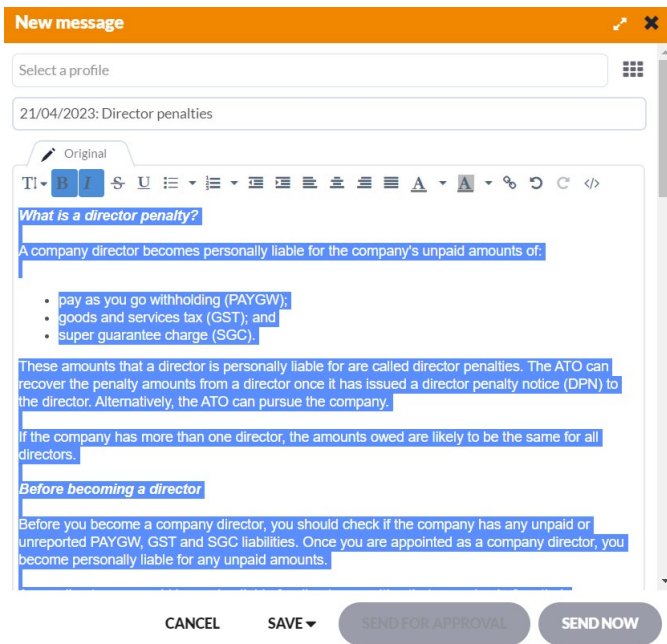 New message
Select a profile
21/04/2023: Director penalties
Original
What is a director penalty?
A company director becomes personally liable for the company's unpaid amounts of:
pay as you go withholding (PAYGW);
goods and services tax (GST); and
super guarantee charge (SGC).
These amounts that a director is personally liable for are called director penalties. The ATO can
recover the penalty amounts from a director once it has issued a director penalty notice (DPN) to
the director. Alternatively, the ATO can pursue the company.
If the company has more than one director, the amounts owed are likely to be the same for all
directors.
Before becoming a director
Before you become a company director, you should check if the company has any unpaid or
unreported PAYGW, GST and SGC liabilities. Once you are appointed as a company director, you
become personally liable for any unpaid amounts.
CANCEL SAVE SEND FOR APPROVAL SEND NOW